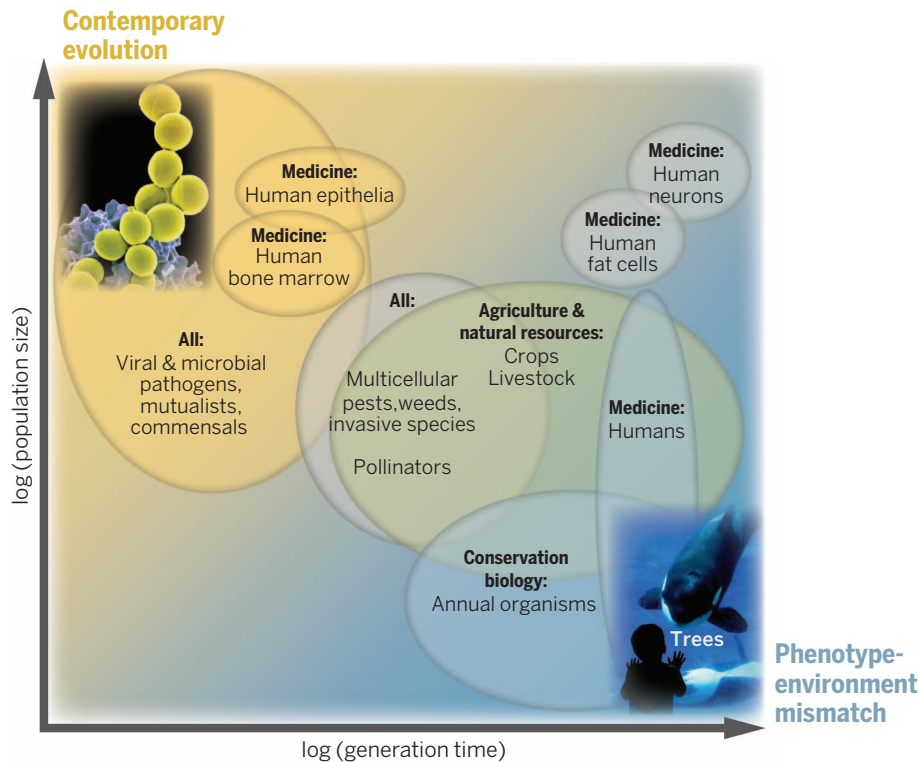 Contemporary
evolution
Medicine:
Human epithelia
Medicine:
Human
bone marrow
Medicine:
Human
neurons
Medicine:
Human
fat cells
All:
Viral & microbial
pathogens,
mutualists,
commensals
All:
Multicellular
pests,weeds,
invasive species
Pollinators
Agriculture &
natural resources:
Crops
Livestock
Medicine:
Humans
Conservation
biology:
Annual organisms
Trees
Phenotype-
environment
mismatch
log (population size)
log (generation time)